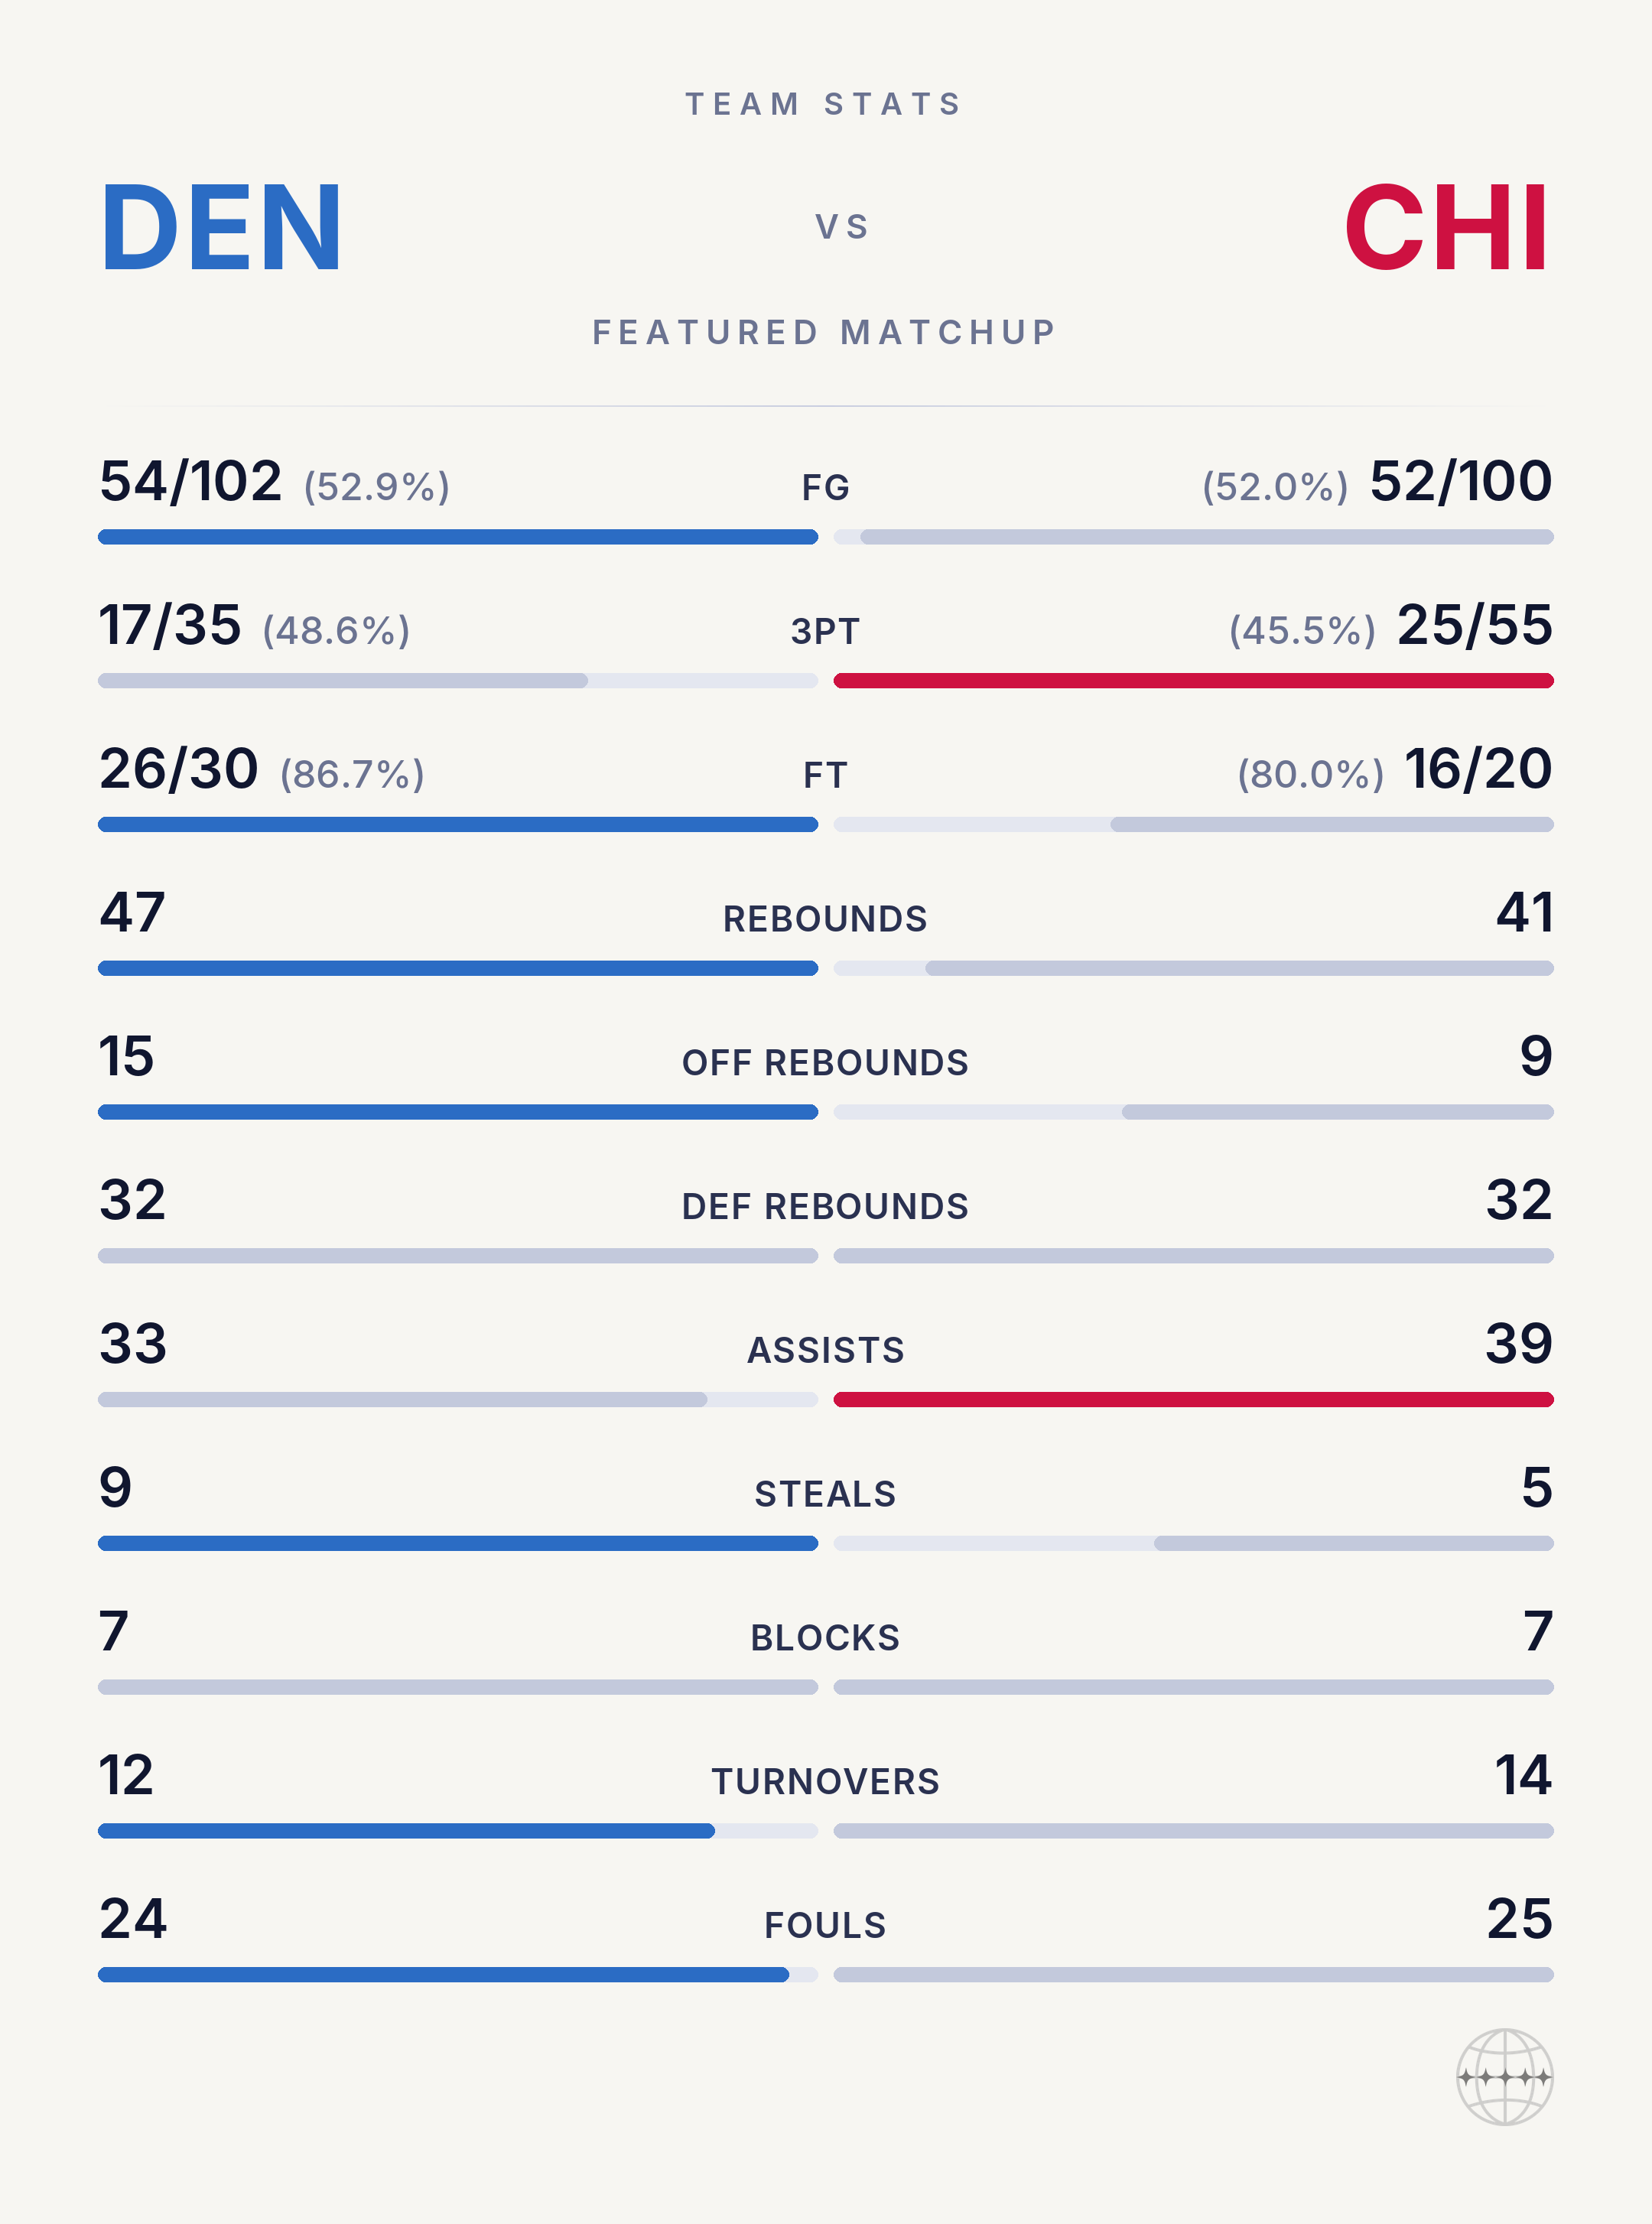 TEAM STATS
DEN VS CHI
FEATURED MATCHUP
54/102 (52.9%) FG (52.0%) 52/100
17/35 (48.6%) 3PT (45.5%) 25/55
26/30 (86.7%) FT (80.0%) 16/20
47 REBOUNDS 41
15 OFF REBOUNDS 9
32 DEF REBOUNDS 32
33 ASSISTS 39
9 STEALS 5
7 BLOCKS 7
12 TURNOVERS 14
24 FOULS 25